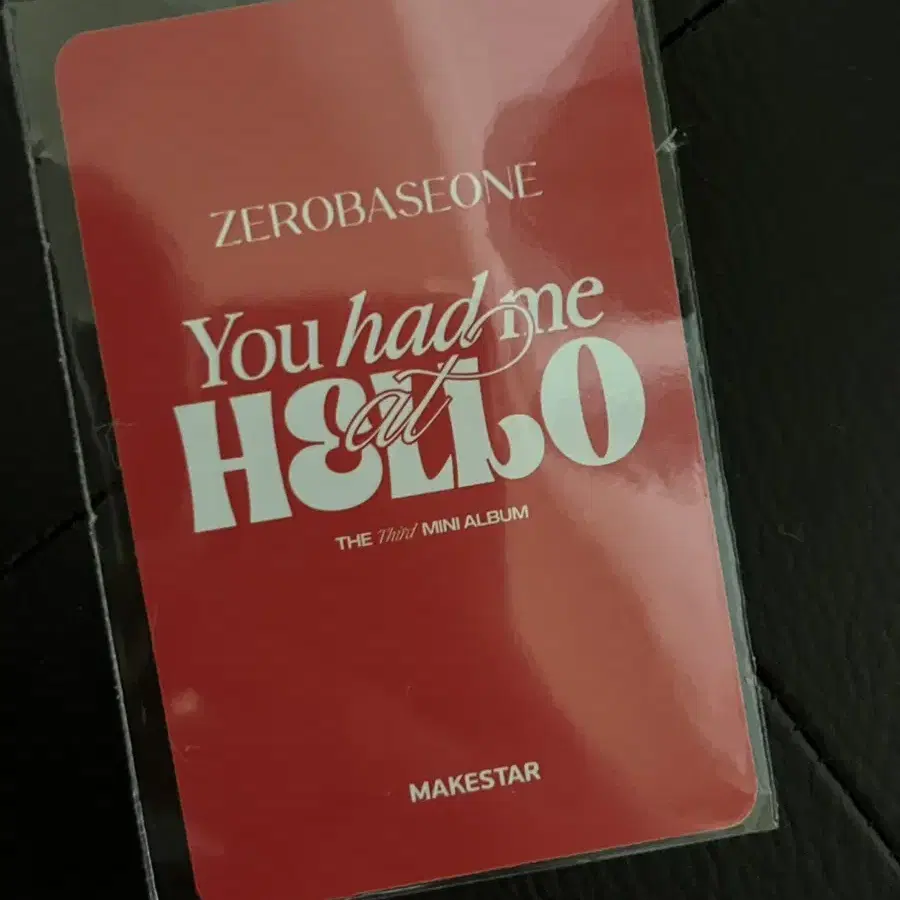 ZEROBASEONE
You had me
at
HELLO
THE Third MINI ALBUM
MAKESTAR